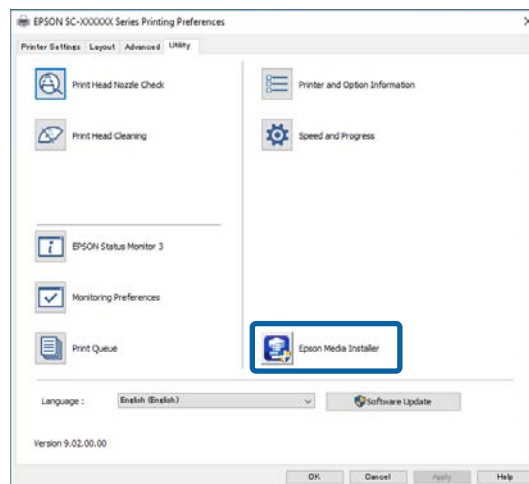 EPSON SC-XXXXXX Series Printing Preferences
Printer Settings Layout Advanced Utility
Print Head Nozzle Check
Printer and Option Information
Print Head Cleaning
Speed and Progress
EPSON Status Monitor 3
Monitoring Preferences
Print Queue
Epson Media Installer
Language : English (English) Software Update
Version 9.02.00.00
OK Cancel Apply Help